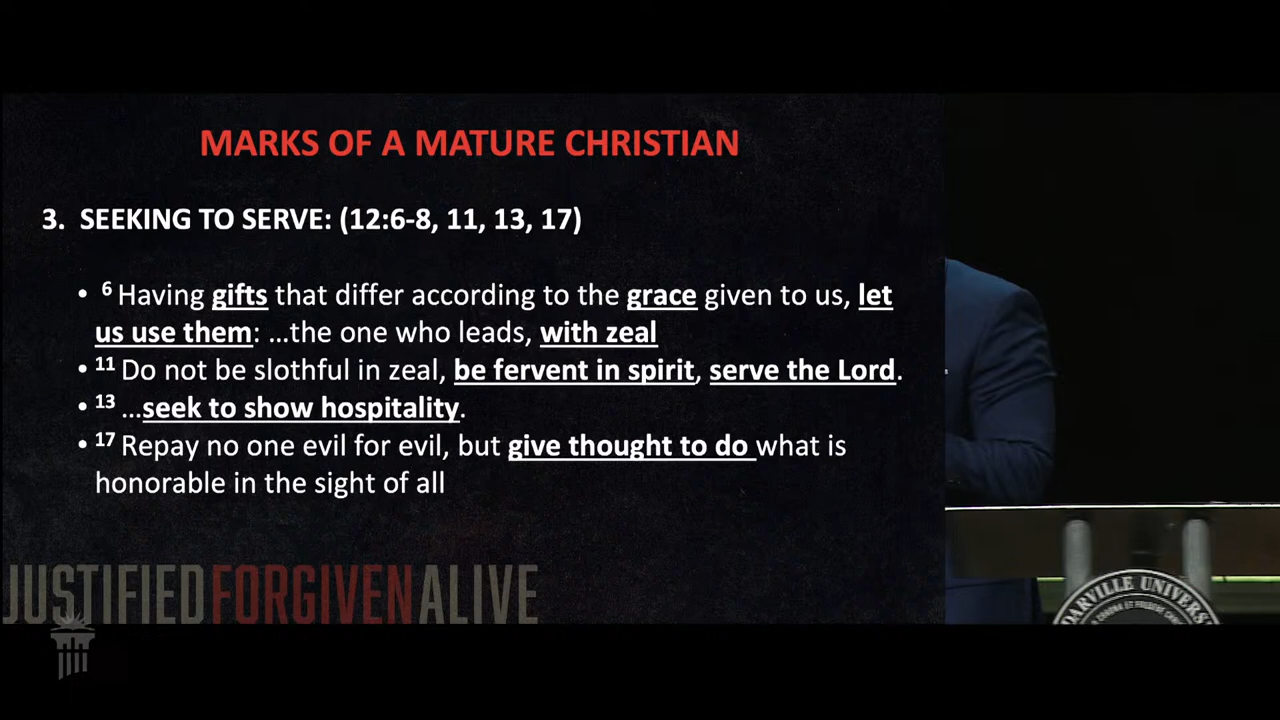 MARKS OF A MATURE CHRISTIAN
3. SEEKING TO SERVE: (12:6-8, 11, 13, 17)
• 6 Having gifts that differ according to the grace given to us, let
us use them: …the one who leads, with zeal
• 11 Do not be slothful in zeal, be fervent in spirit, serve the Lord.
• 13 …seek to show hospitality.
• 17 Repay no one evil for evil, but give thought to do what is
honorable in the sight of all
JUSTIFIEDFORGIVENALIVE
DARVILLE UNIVERS